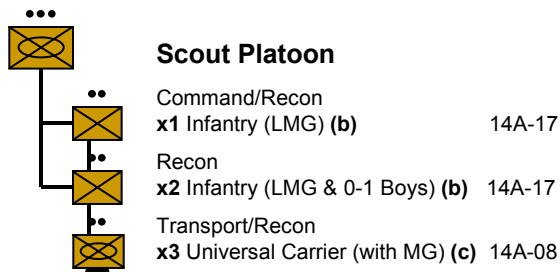 Scout Platoon
Command/Recon
x1 Infantry (LMG) (b) 14A-17
Recon
x2 Infantry (LMG & 0-1 Boys) (b) 14A-17
Transport/Recon
x3 Universal Carrier (with MG) (c) 14A-08